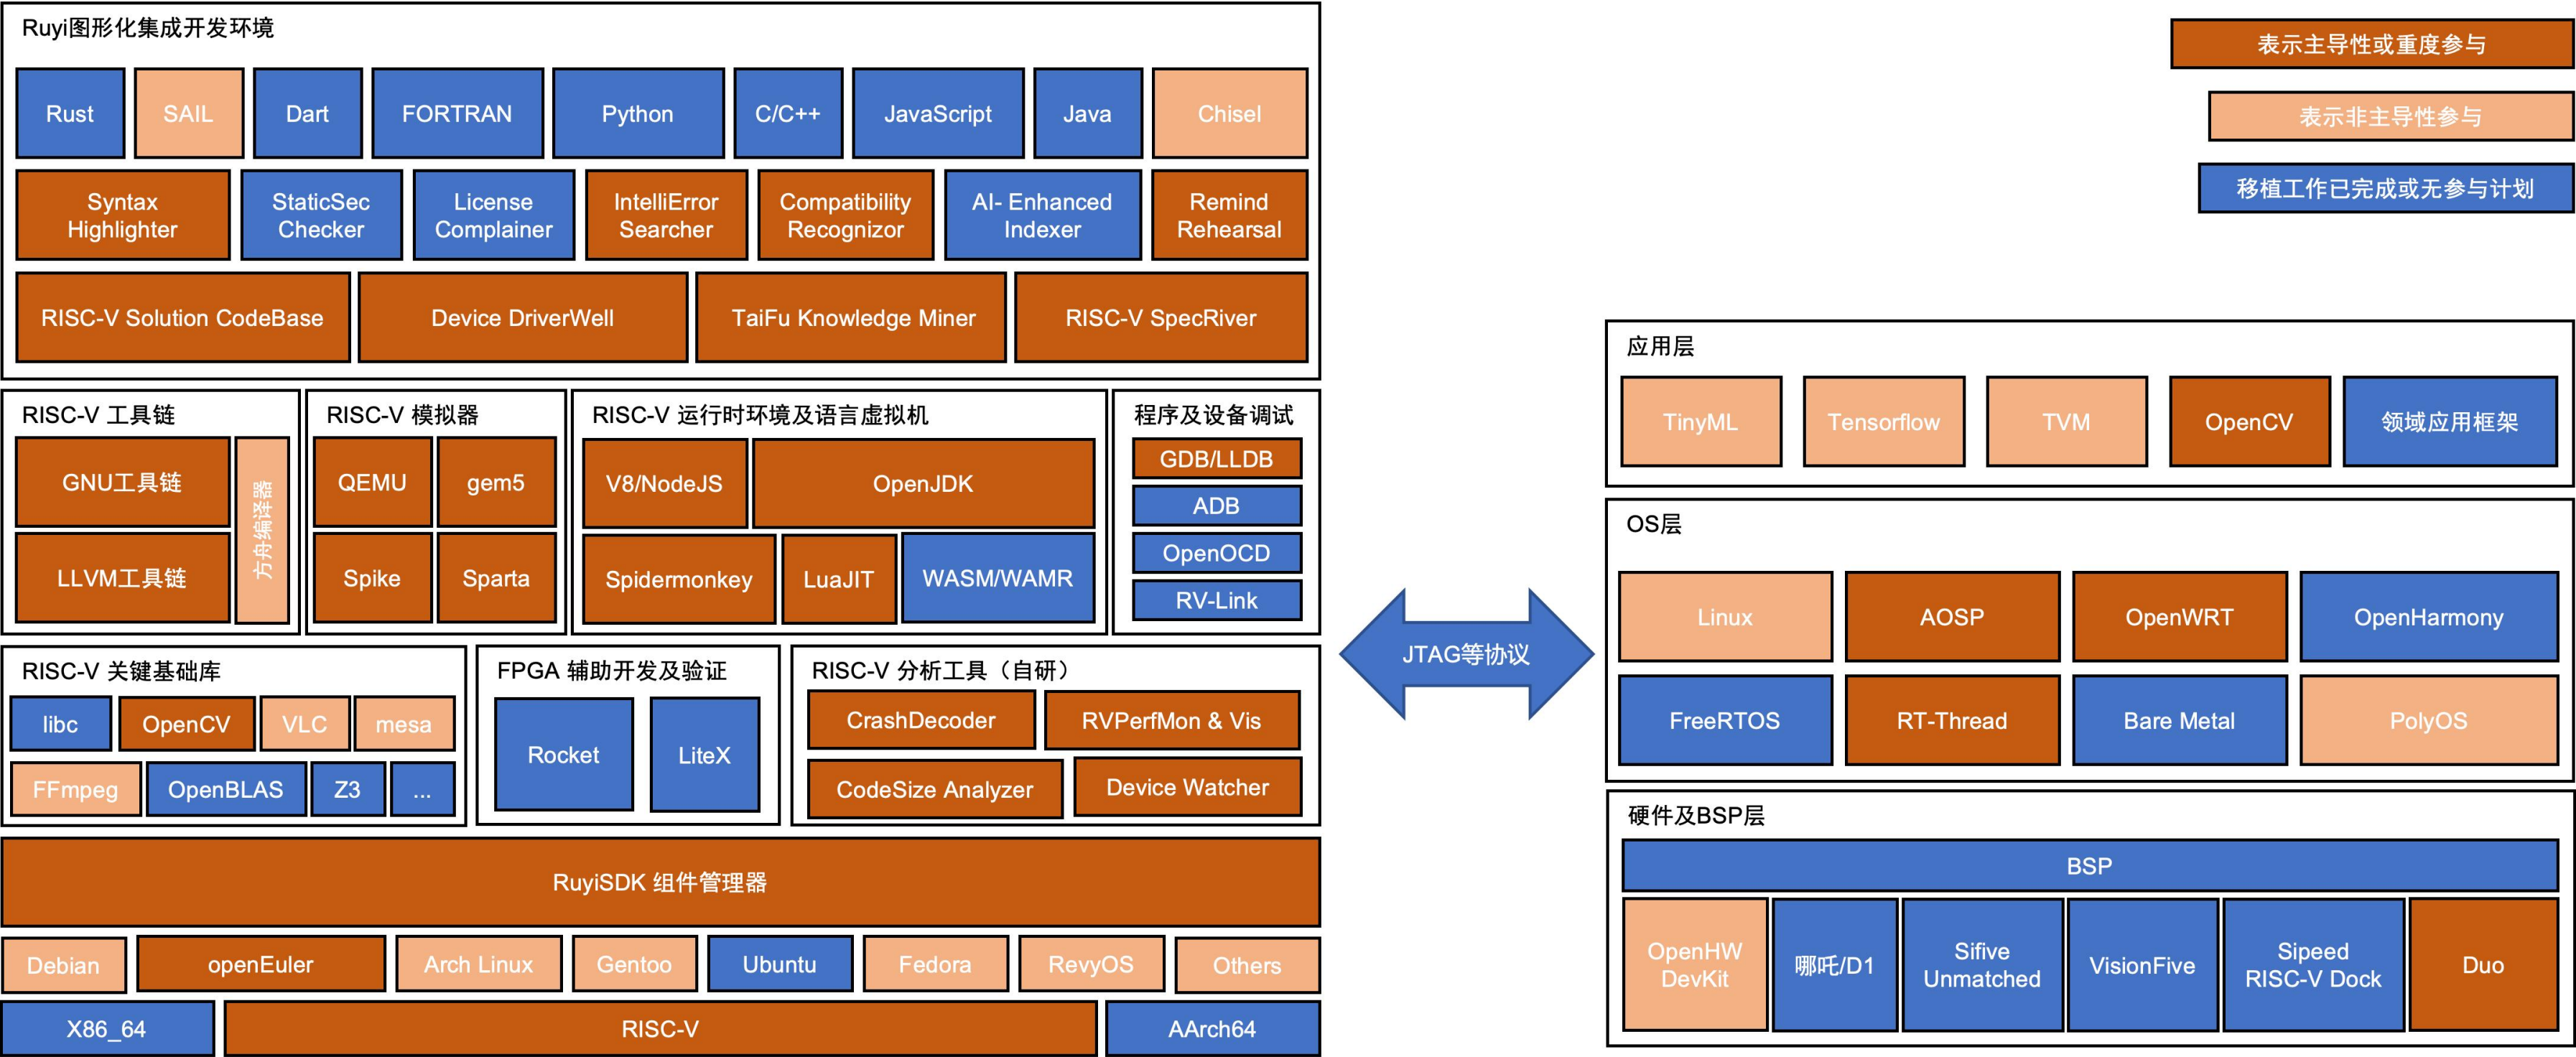 Ruyi图形化集成开发环境
Rust
SAIL
Dart
FORTRAN
Python
C/C++
JavaScript
Java
Chisel
Syntax
Highlighter
StaticSec
Checker
License
Complainer
IntelliError
Searcher
Compatibility
Recognizor
AI- Enhanced
Indexer
Remind
Rehearsal
RISC-V Solution CodeBase
Device DriverWell
TaiFu Knowledge Miner
RISC-V SpecRiver
RISC-V 工具链
GNU工具链
LLVM工具链
方舟编译器
RISC-V 模拟器
QEMU
gem5
Spike
Sparta
RISC-V 运行时环境及语言虚拟机
V8/NodeJS
OpenJDK
Spidermonkey
LuaJIT
WASM/WAMR
程序及设备调试
GDB/LLDB
ADB
OpenOCD
RV-Link
RISC-V 关键基础库
libc
OpenCV
VLC
mesa
FFmpeg
OpenBLAS
Z3
...
FPGA 辅助开发及验证
Rocket
LiteX
RISC-V 分析工具（自研）
CrashDecoder
RVPerfMon & Vis
CodeSize Analyzer
Device Watcher
RuyiSDK 组件管理器
Debian
openEuler
Arch Linux
Gentoo
Ubuntu
Fedora
RevyOS
Others
X86_64
RISC-V
AArch64
JTAG等协议
表示主导性或重度参与
表示非主导性参与
移植工作已完成或无参与计划
应用层
TinyML
Tensorflow
TVM
OpenCV
领域应用框架
OS层
Linux
AOSP
OpenWRT
OpenHarmony
FreeRTOS
RT-Thread
Bare Metal
PolyOS
硬件及BSP层
BSP
OpenHW
DevKit
哪吒/D1
Sifive
Unmatched
VisionFive
Sipeed
RISC-V Dock
Duo